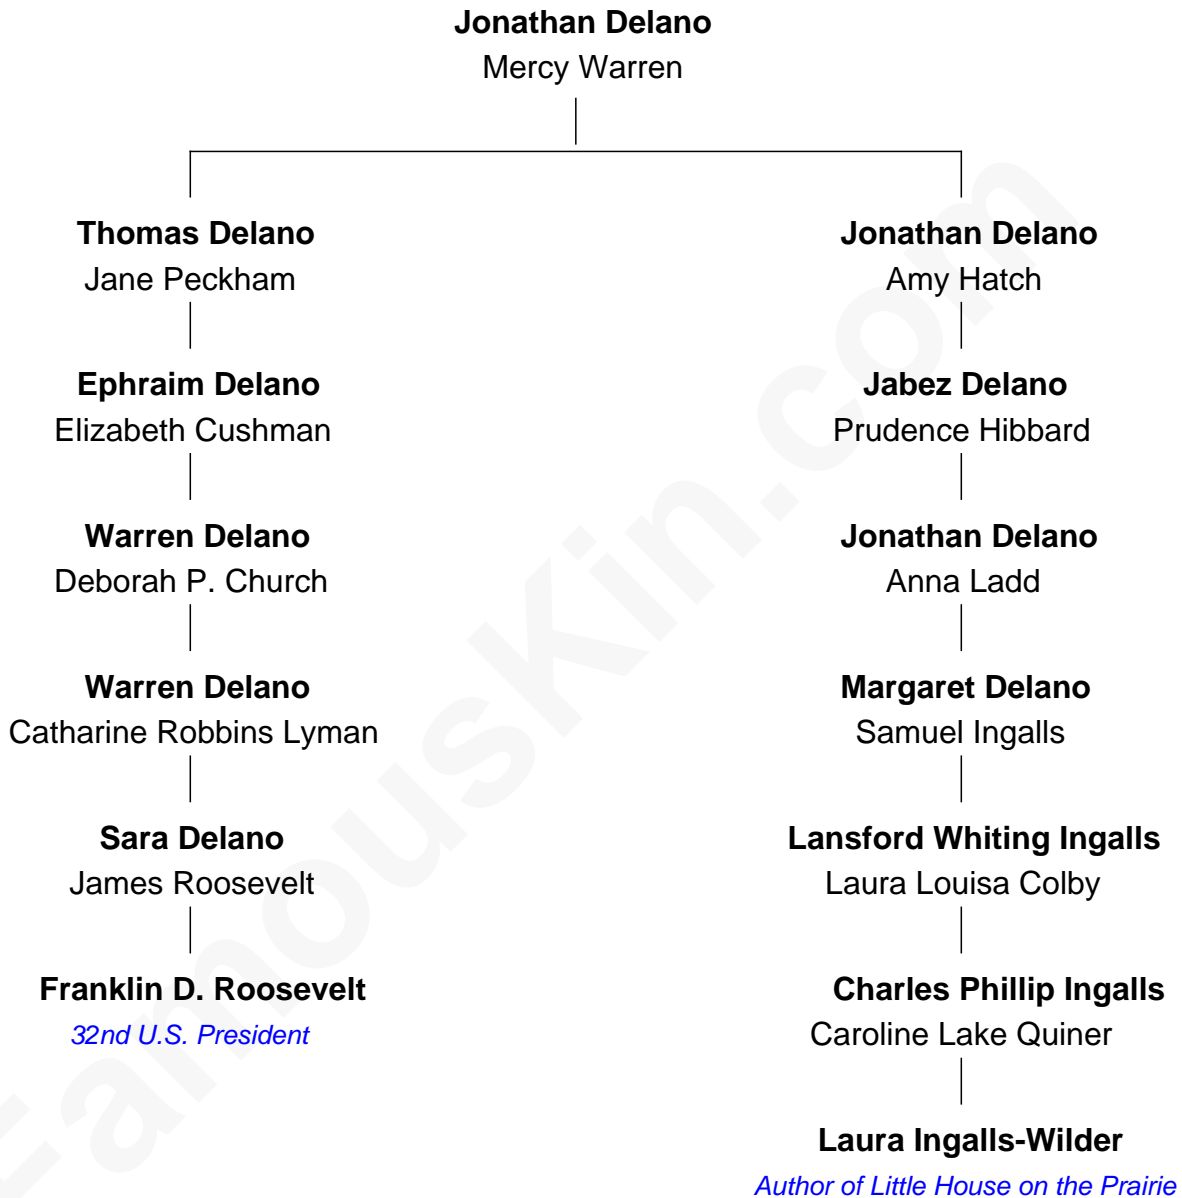 Jonathan Delano
Mercy Warren
Thomas Delano
Jane Peckham
Jonathan Delano
Amy Hatch
Ephraim Delano
Elizabeth Cushman
Jabez Delano
Prudence Hibbard
Warren Delano
Deborah P. Church
Jonathan Delano
Anna Ladd
Warren Delano
Catharine Robbins Lyman
Margaret Delano
Samuel Ingalls
Sara Delano
James Roosevelt
Lansford Whiting Ingalls
Laura Louisa Colby
Franklin D. Roosevelt
32nd U.S. President
Charles Phillip Ingalls
Caroline Lake Quiner
Laura Ingalls-Wilder
Author of Little House on the Prairie
FamousKin.com